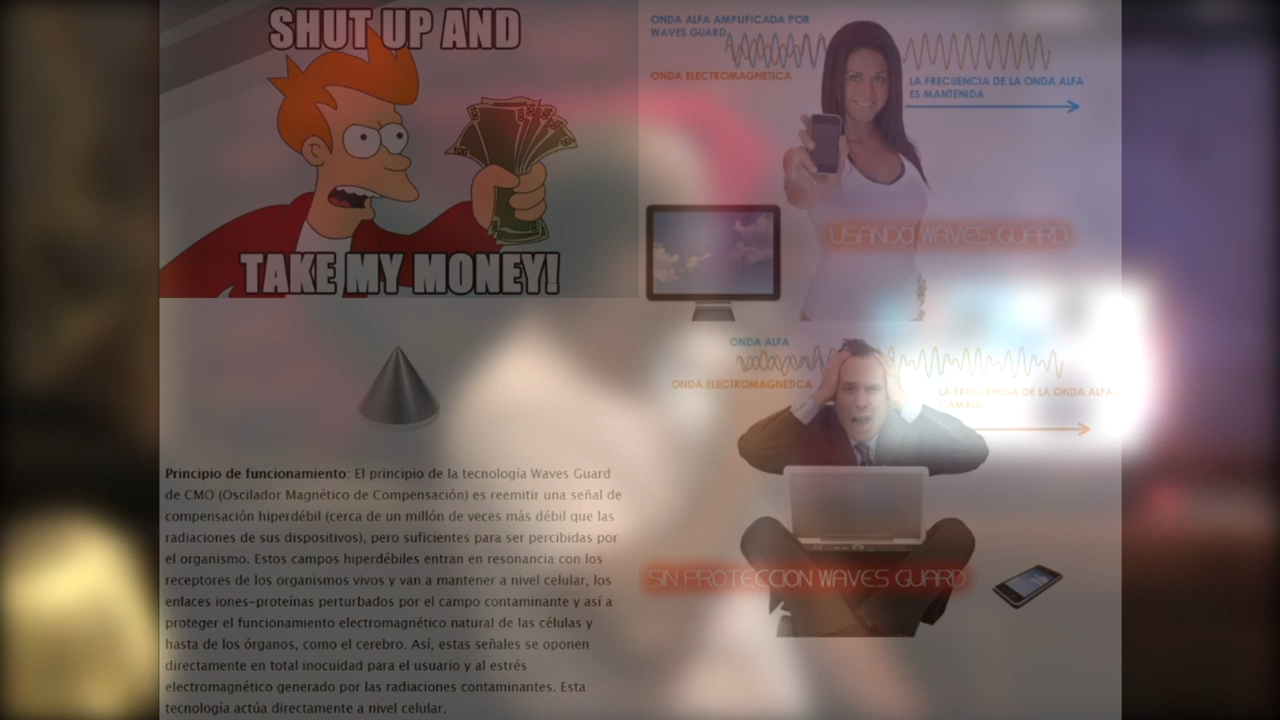 SHUT UP AND
TAKE MY MONEY!
ONDA ALFA AMPLIFICADA POR
WAVES GUARD
ONDA ELECTROMAGNETICA
LA FRECUENCIA DE LA ONDA ALFA
ES MANTENIDA
USANDO WAVES GUARD
ONDA ALFA
ONDA ELECTROMAGNETICA
LA FRECUENCIA DE LA ONDA ALFA
CAMBIA
SIN PROTECCION WAVES GUARD
Principio de funcionamiento: El principio de la tecnología Waves Guard
de CMO (Oscilador Magnético de Compensación) es reemitir una señal de
compensación hiperdébil (cerca de un millón de veces más débil que las
radiaciones de sus dispositivos), pero suficientes para ser percibidas por
el organismo. Estos campos hiperdébiles entran en resonancia con los
receptores de los organismos vivos y van a mantener a nivel celular, los
enlaces iones-proteínas perturbados por el campo contaminante y así a
proteger el funcionamiento electromagnético natural de las células y
hasta de los órganos, como el cerebro. Así, estas señales se oponen
directamente en total inocuidad para el usuario y al estrés
electromagnético generado por las radiaciones contaminantes. Esta
tecnología actúa directamente a nivel celular.